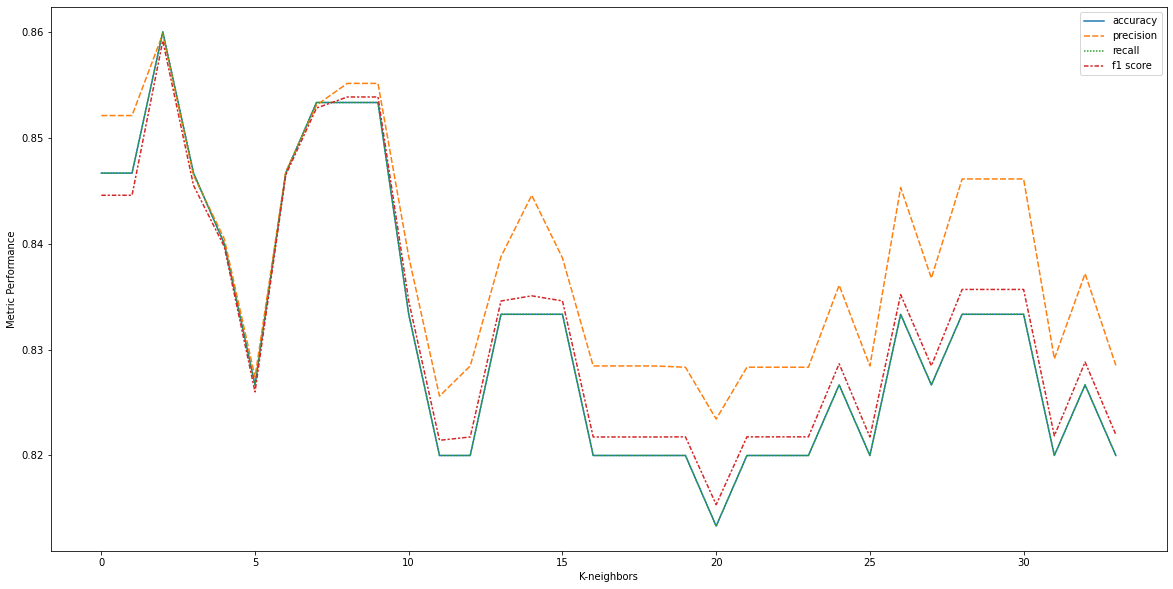 accuracy
precision
recall
f1 score
0.86
0.85
0.84
0.83
0.82
Metric Performance
0
5
10
15
20
25
30
K-neighbors